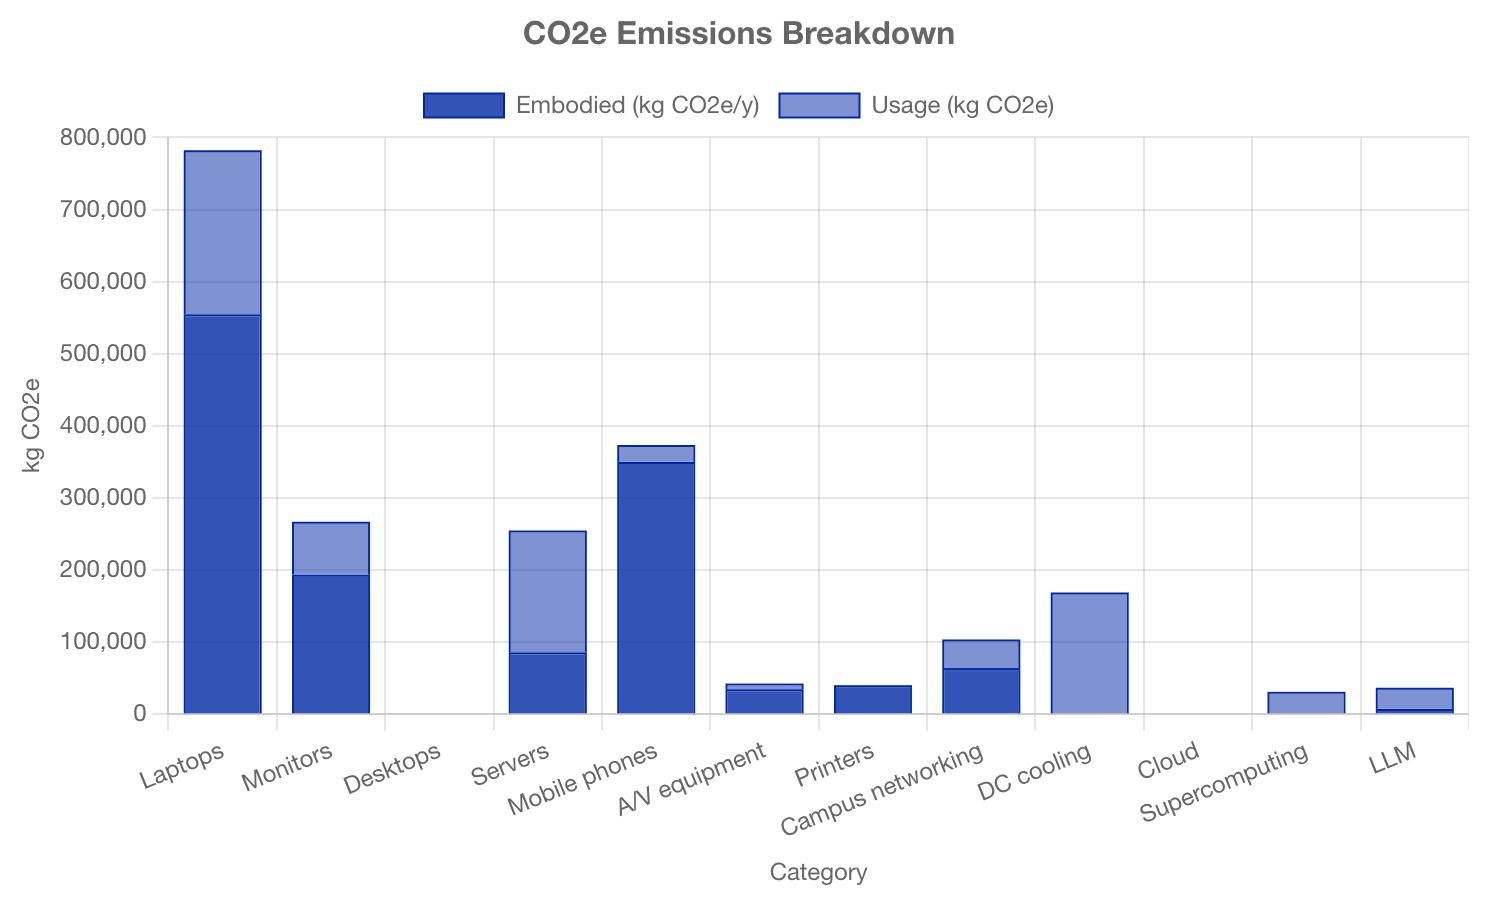 CO2e Emissions Breakdown
Embodied (kg CO2e/y) Usage (kg CO2e)
800,000
700,000
600,000
500,000
400,000
300,000
200,000
100,000
0
kg CO2e
Laptops Monitors Desktops Servers Mobile phones A/V equipment Printers Campus networking DC cooling Cloud Supercomputing LLM
Category